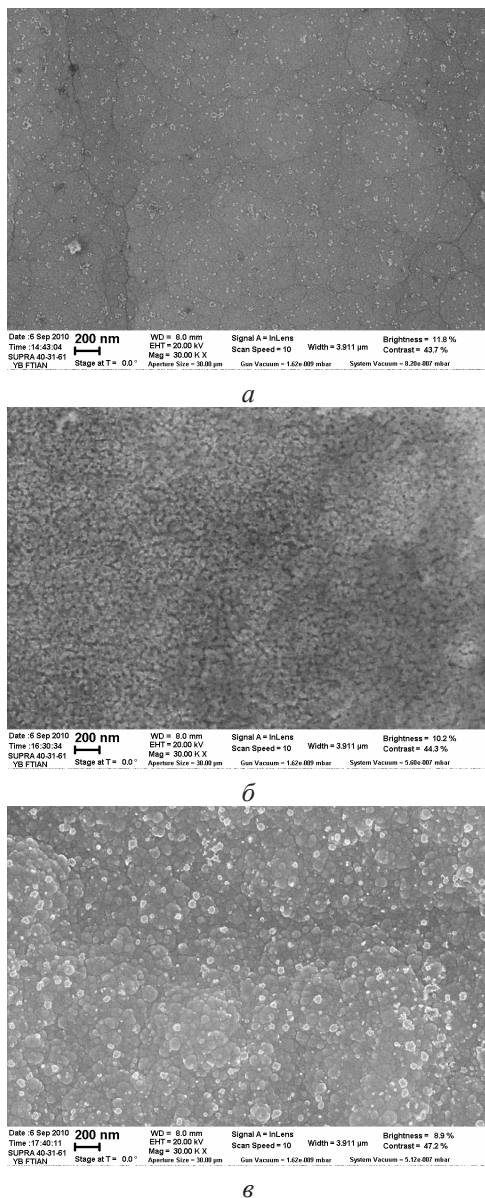 Date :6 Sep 2010 200 nm WD = 8.0 mm Signal A = InLens Brightness = 11.8 %
Time :14:43:04 EHT = 20.00 kV Scan Speed = 10 Width = 3.911 µm Contrast = 43.7 %
SUPRA 40-31-61 Mag = 30.00 K X
YB FTIAN Stage at T = 0.0 ° Aperture Size = 30.00 µm Gun Vacuum = 1.62e-009 mbar System Vacuum = 8.20e-007 mbar
а
Date :6 Sep 2010 200 nm WD = 8.0 mm Signal A = InLens Brightness = 10.2 %
Time :16:30:34 EHT = 20.00 kV Scan Speed = 10 Width = 3.911 µm Contrast = 44.3 %
SUPRA 40-31-61 Mag = 30.00 K X
YB FTIAN Stage at T = 0.0 ° Aperture Size = 30.00 µm Gun Vacuum = 1.62e-009 mbar System Vacuum = 5.60e-007 mbar
б
Date :6 Sep 2010 200 nm WD = 8.0 mm Signal A = InLens Brightness = 8.9 %
Time :17:40:11 EHT = 20.00 kV Scan Speed = 10 Width = 3.911 µm Contrast = 47.2 %
SUPRA 40-31-61 Mag = 30.00 K X
YB FTIAN Stage at T = 0.0 ° Aperture Size = 30.00 µm Gun Vacuum = 1.62e-009 mbar System Vacuum = 5.12e-007 mbar
в